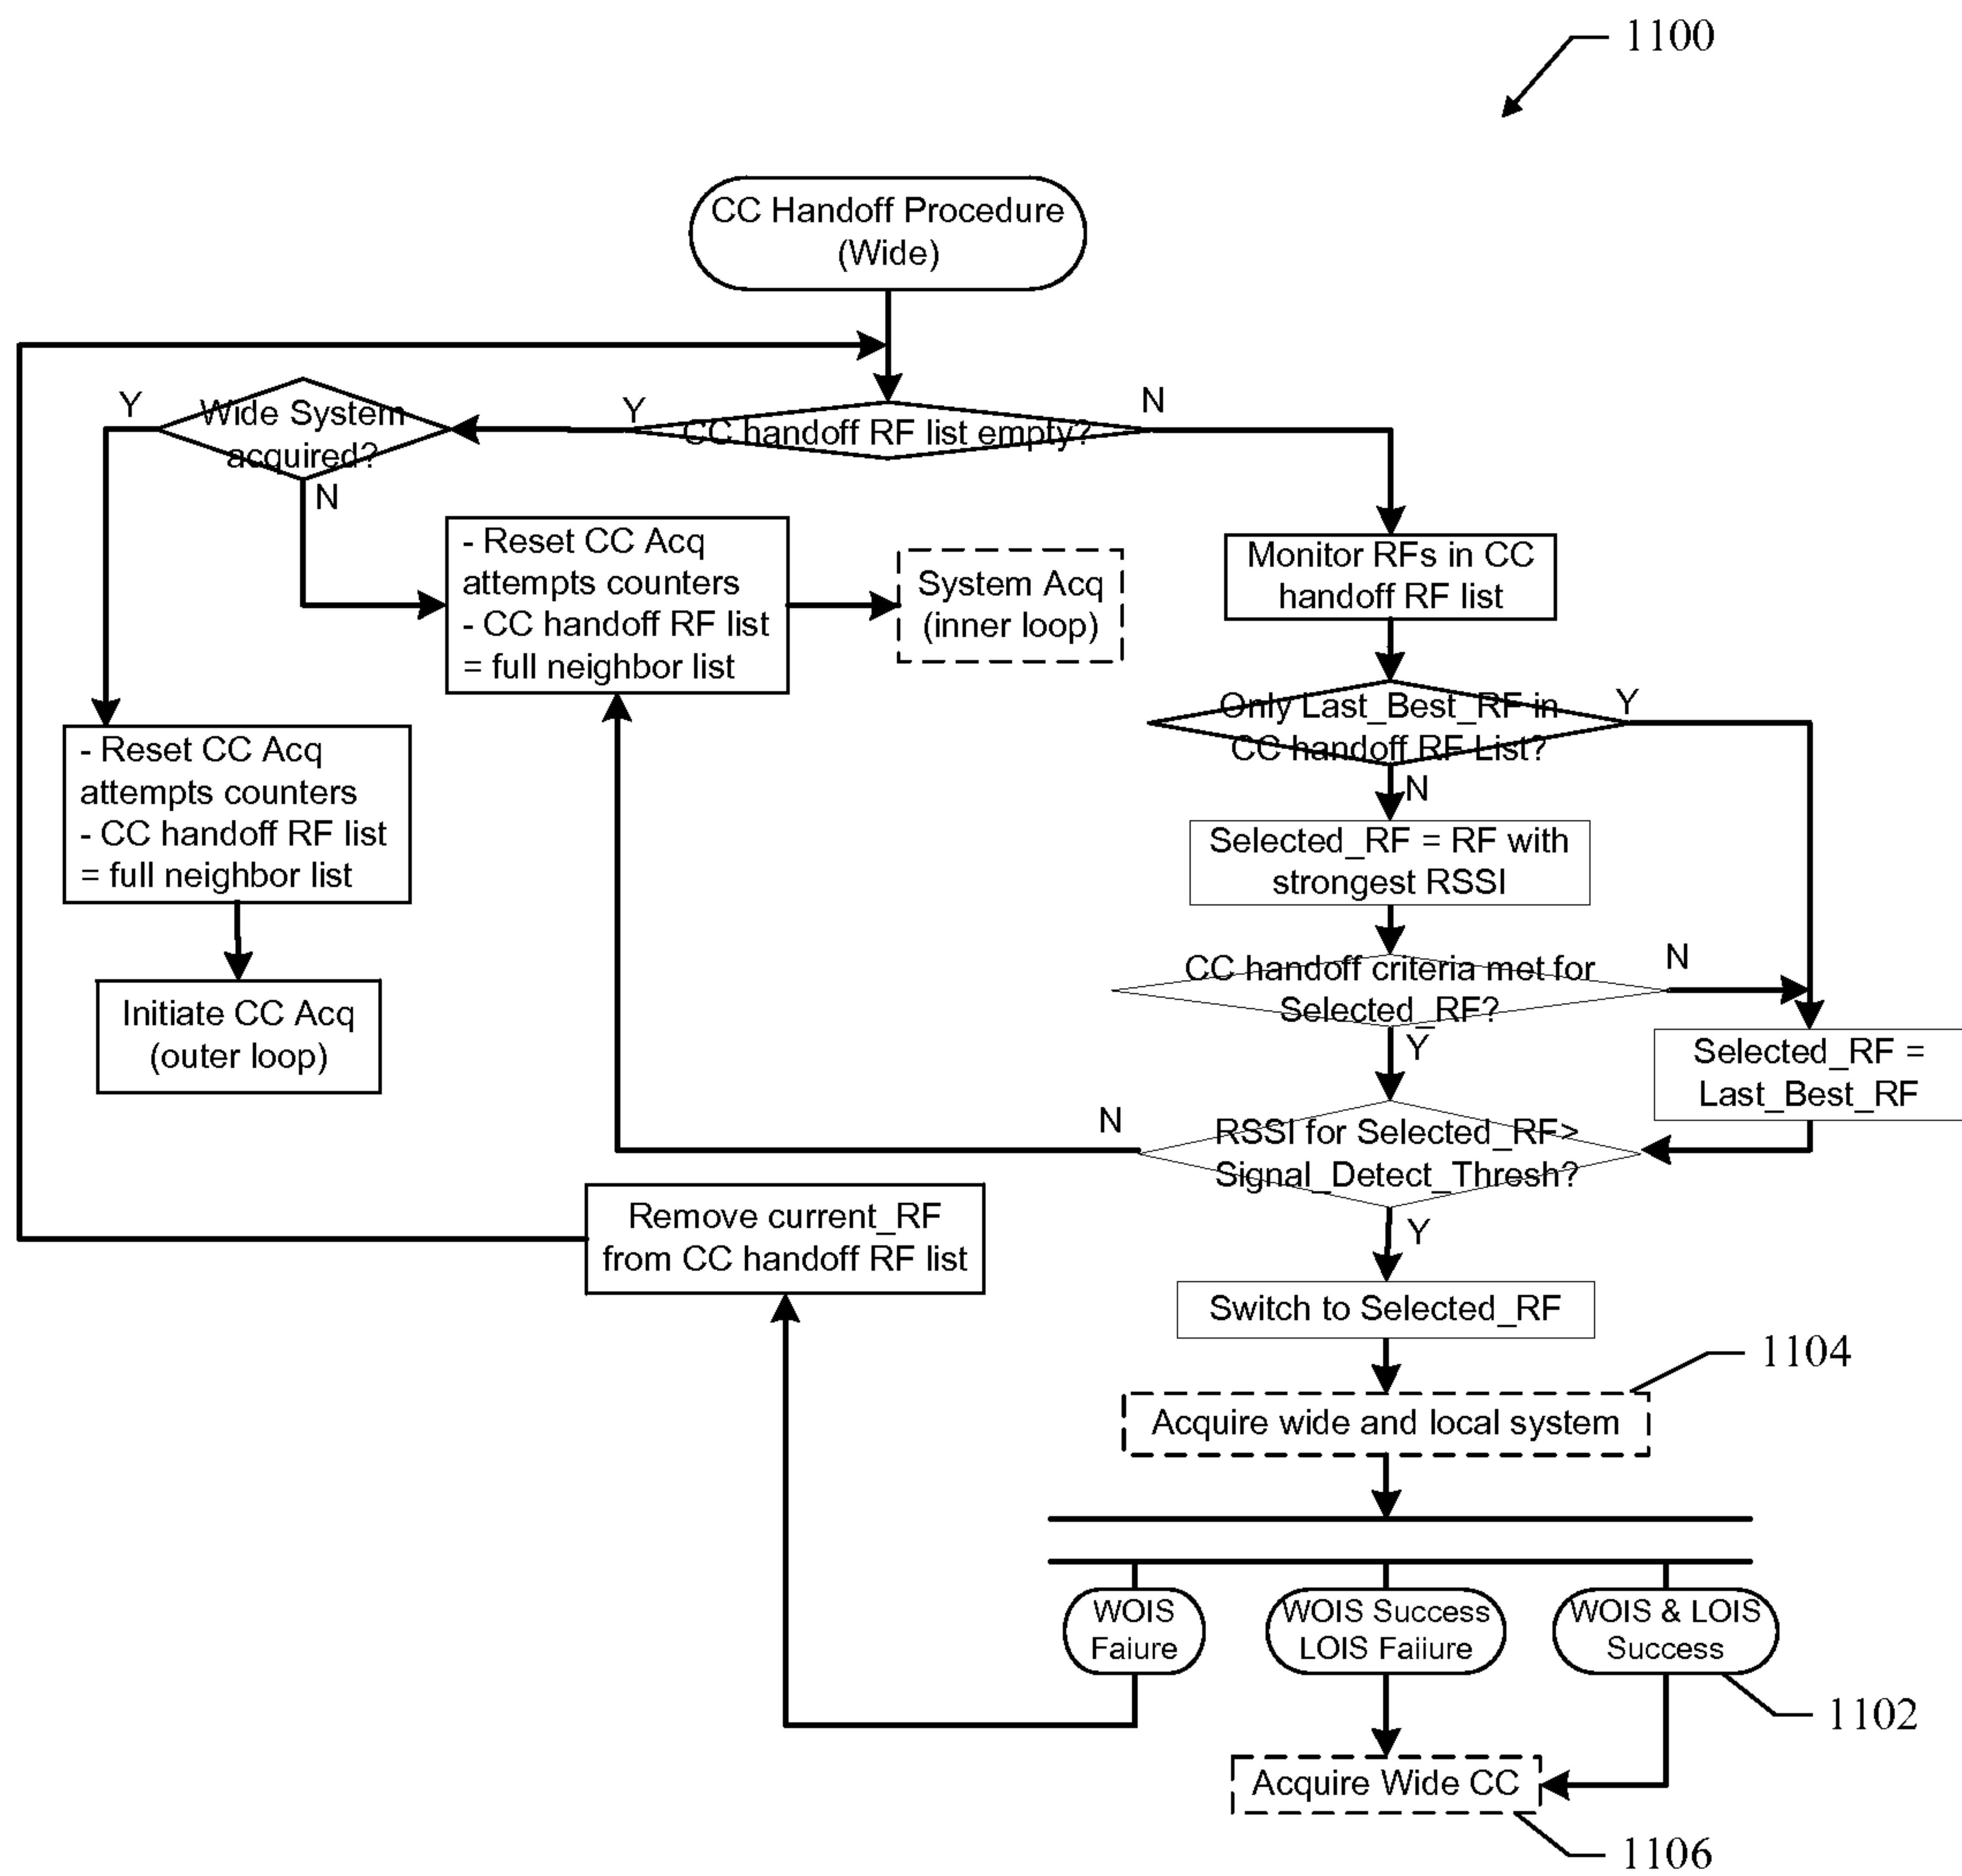 1100
CC Handoff Procedure
(Wide)
Y
Wide System
acquired?
N
Y
CC handoff RF list empty?
N
- Reset CC Acq
attempts counters
- CC handoff RF list
= full neighbor list
System Acq
(inner loop)
Monitor RFs in CC
handoff RF list
- Reset CC Acq
attempts counters
- CC handoff RF list
= full neighbor list
Initiate CC Acq
(outer loop)
Only Last_Best_RF in
CC handoff RF List?
Y
N
Selected_RF = RF with
strongest RSSI
CC handoff criteria met for
Selected_RF?
N
Y
Selected_RF =
Last_Best_RF
N
RSSI for Selected_RF>
Signal_Detect_Thresh?
Y
Remove current_RF
from CC handoff RF list
Switch to Selected_RF
1104
Acquire wide and local system
WOIS
Faiure
WOIS Success
LOIS Faiiure
WOIS & LOIS
Success
1102
Acquire Wide CC
1106